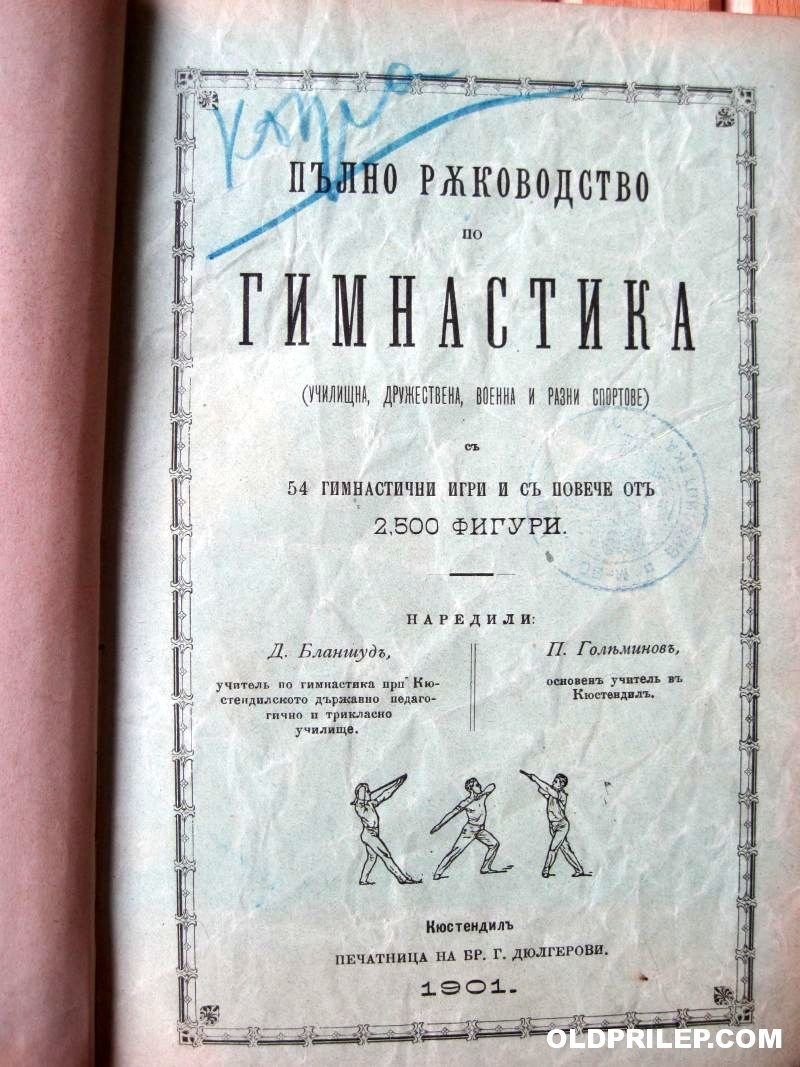 ПЪЛНО РѪКОВОДСТВО
ПО
ГИМНАСТИКА
(УЧИЛИЩНА, ДРУЖЕСТВЕНА, ВОЕННА И РАЗНИ СПОРТОВЕ)
СЪ
54 ГИМНАСТИЧНИ ИГРИ И СЪ ПОВЕЧЕ ОТЪ
2,500 ФИГУРИ.
НАРЕДИЛИ:
Д. Бланшудъ,
учитель по гимнастика при Кю-
стендилското държавно педаго-
гично и трикласно
училище.
П. Голѣминовъ,
основенъ учитель въ
Кюстендилъ.
Кюстендилъ
ПЕЧАТНИЦА НА БР. Г. ДЮЛГЕРОВИ.
1901.
OLDPRILEP.COM